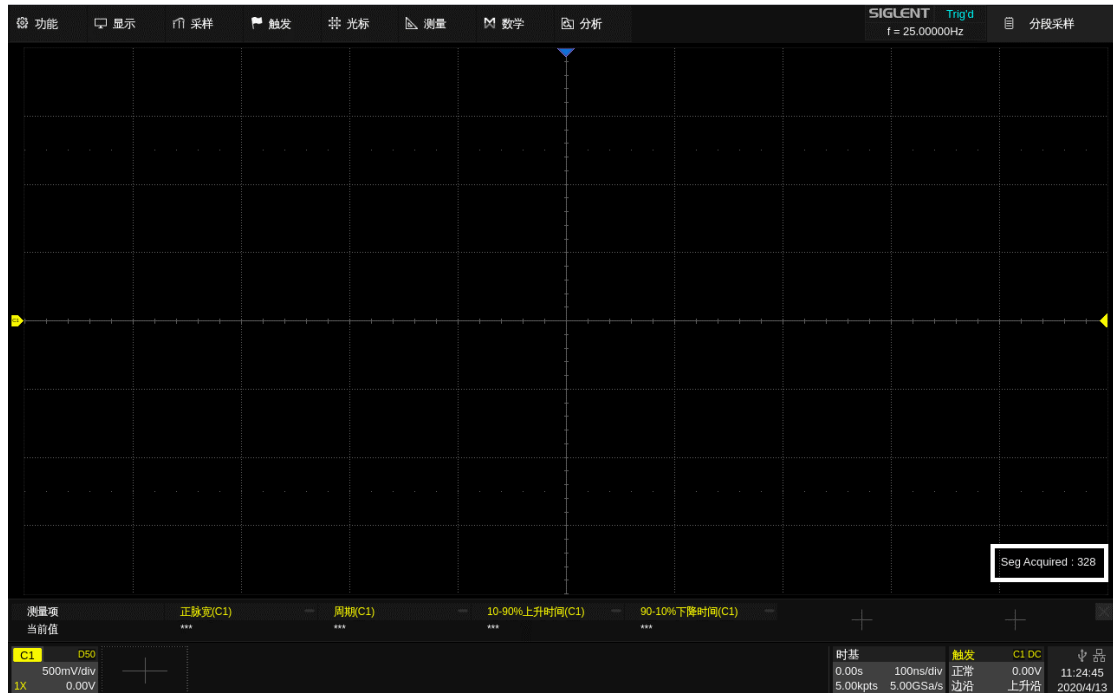 功能 显示 采样 触发 光标 测量 数学 分析 SIGLENT Trig'd 分段采样
f = 25.00000Hz
C1
Seg Acquired : 328
测量项 正脉宽(C1) 周期(C1) 10-90%上升时间(C1) 90-10%下降时间(C1)
当前值 *** *** *** ***
C1 D50 时基 触发 C1 DC
500mV/div 0.00s 100ns/div 正常 0.00V 11:24:45
1X 0.00V 5.00kpts 5.00GSa/s 边沿 上升沿 2020/4/13